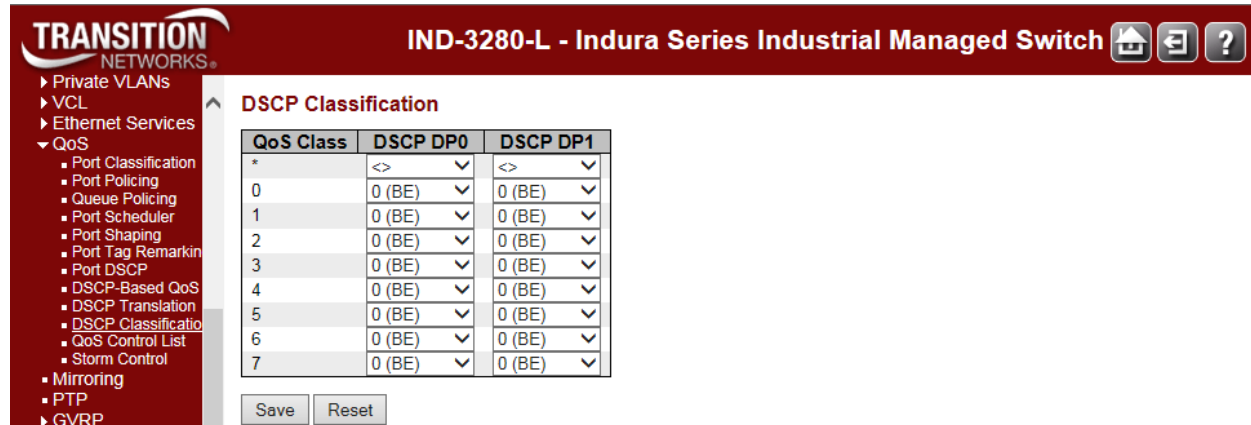 TRANSITION
NETWORKS®
IND-3280-L - Indura Series Industrial Managed Switch
?
Private VLANs
VCL
Ethernet Services
QoS
Port Classification
Port Policing
Queue Policing
Port Scheduler
Port Shaping
Port Tag Remarkin
Port DSCP
DSCP-Based QoS
DSCP Translation
DSCP Classificatio
QoS Control List
Storm Control
Mirroring
PTP
GVRP
DSCP Classification
QoS Class DSCP DP0 DSCP DP1
* <> <>
0 0 (BE) 0 (BE)
1 0 (BE) 0 (BE)
2 0 (BE) 0 (BE)
3 0 (BE) 0 (BE)
4 0 (BE) 0 (BE)
5 0 (BE) 0 (BE)
6 0 (BE) 0 (BE)
7 0 (BE) 0 (BE)
Save Reset